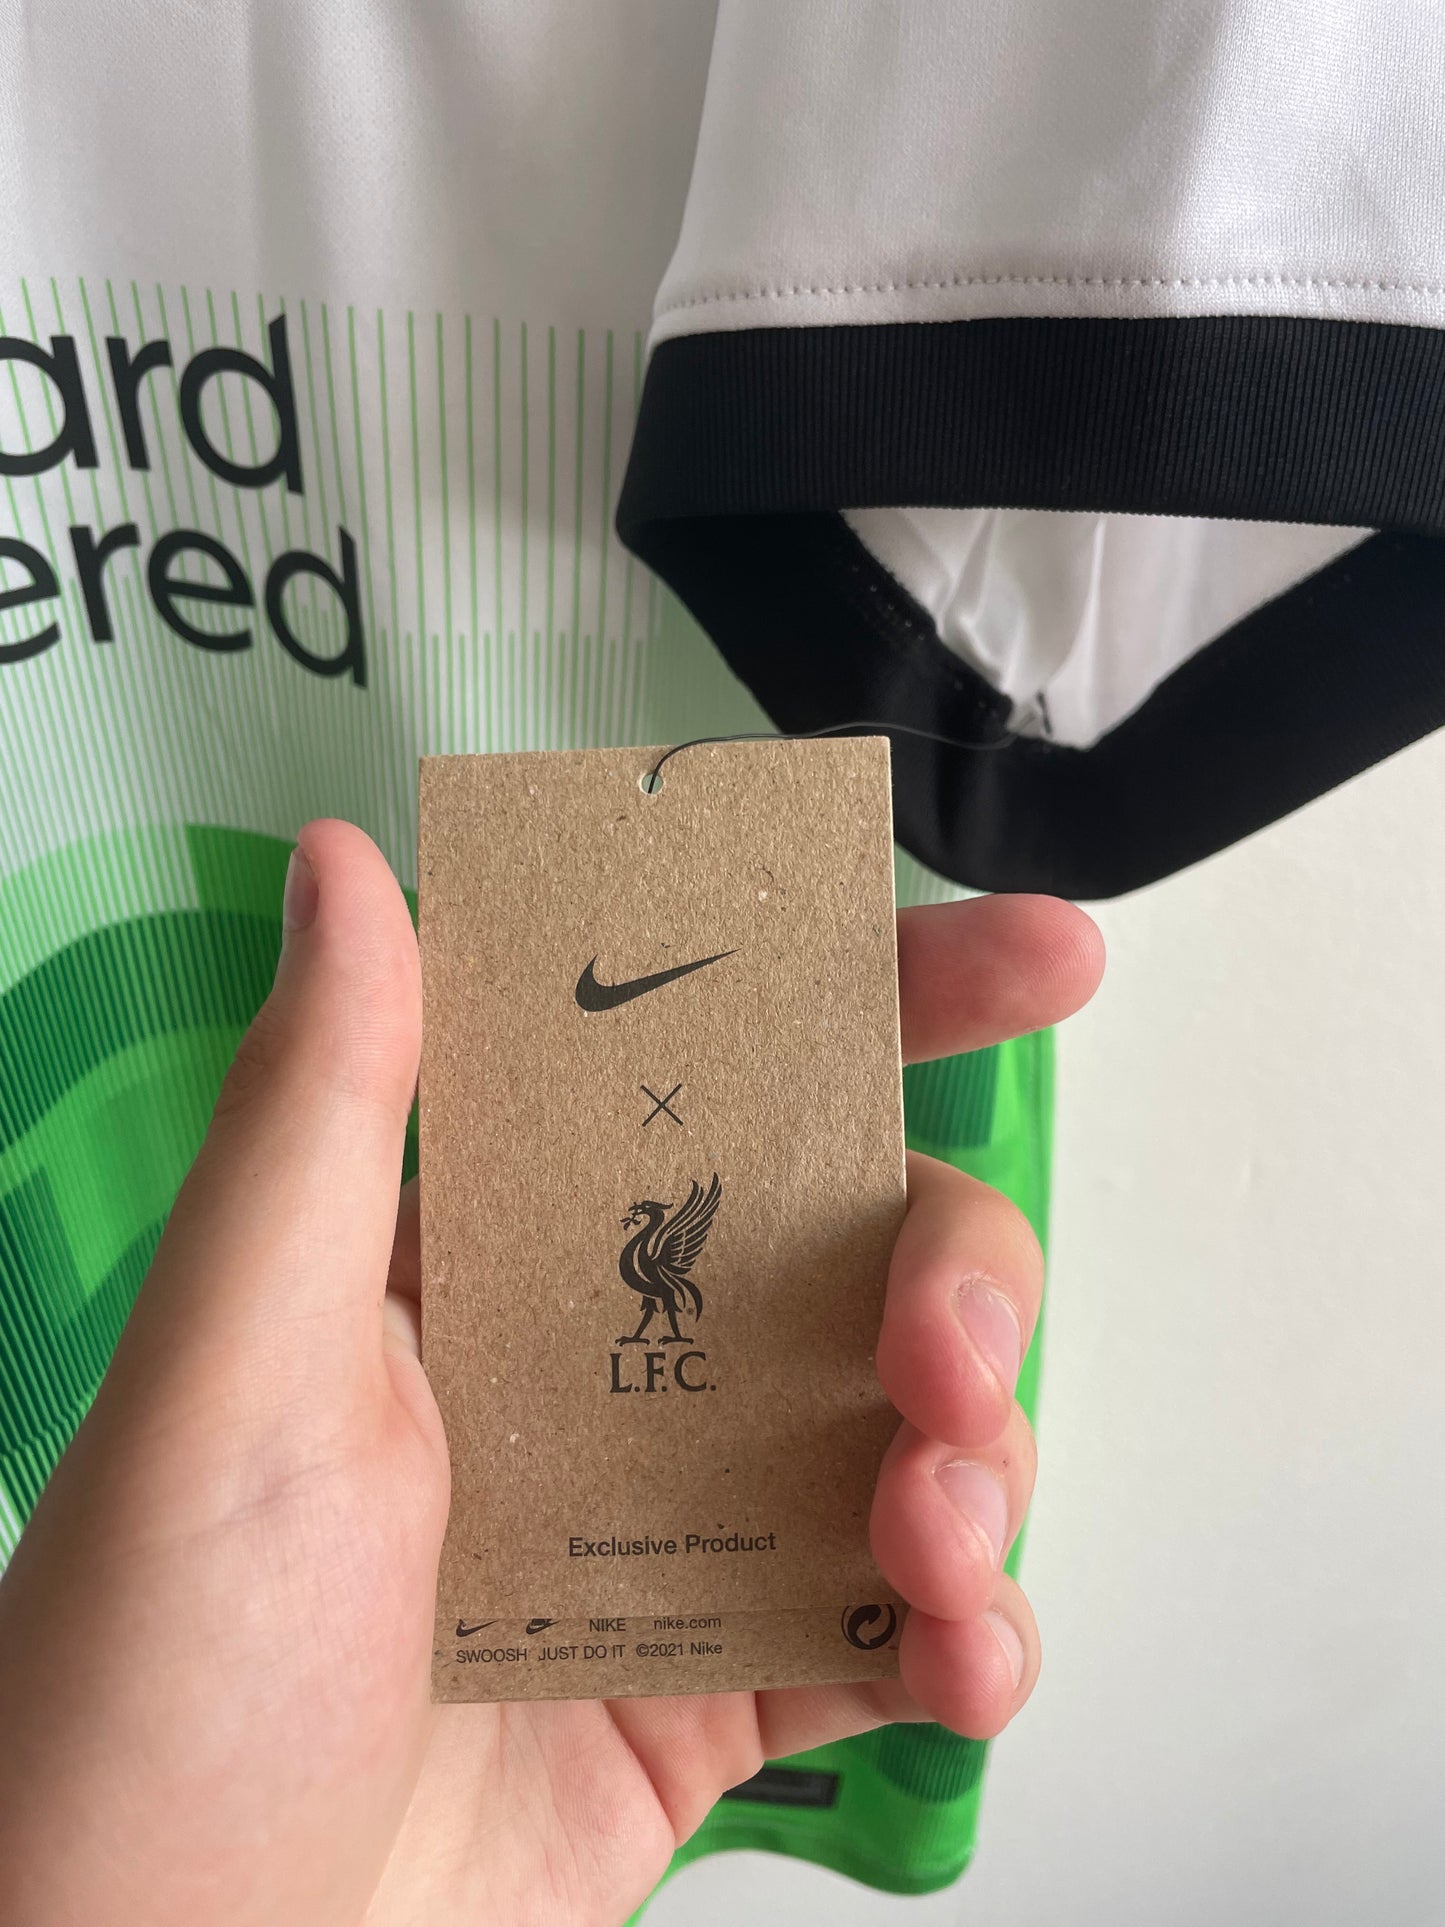 ard
ered
L.F.C.
Exclusive Product
NIKE nike.com
SWOOSH JUST DO IT ©2021 Nike